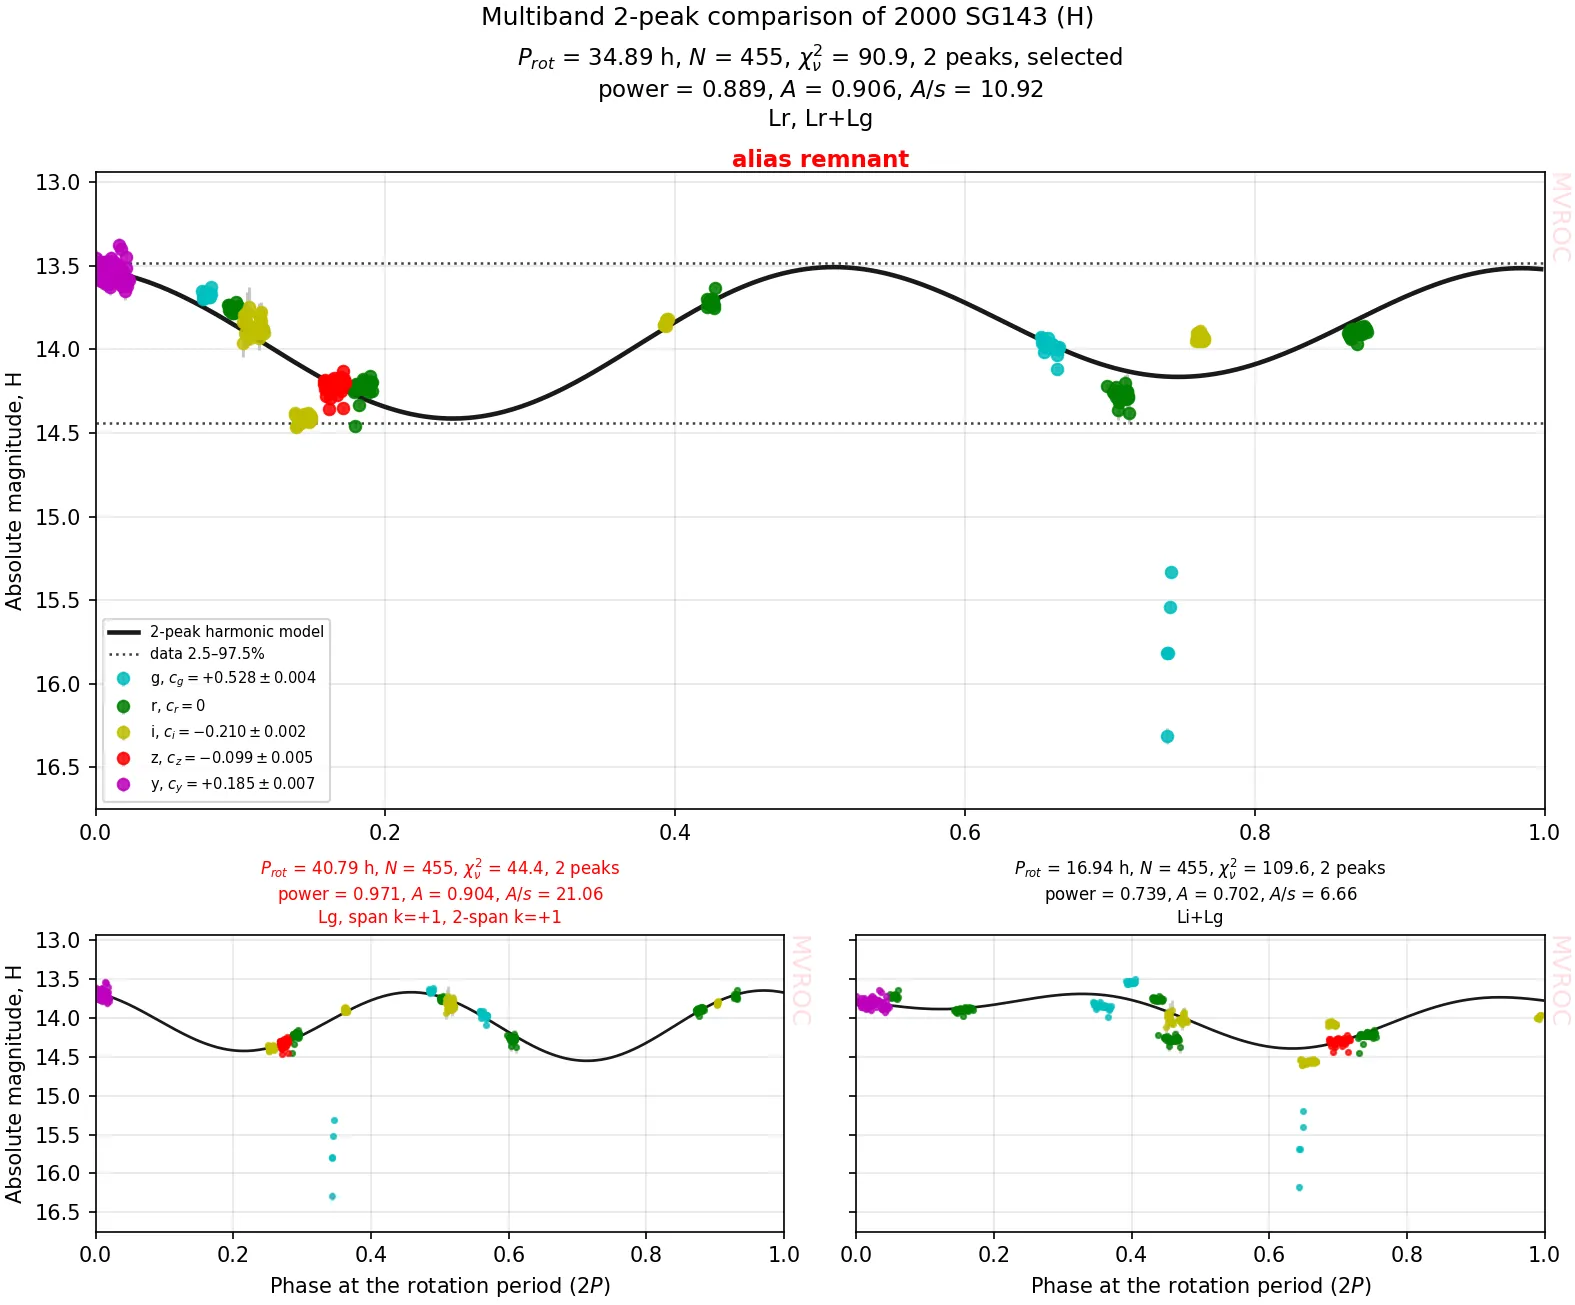 Multiband 2-peak comparison of 2000 SG143 (H)
P_rot = 34.89 h, N = 455, χ²_ν = 90.9, 2 peaks, selected
power = 0.889, A = 0.906, A/s = 10.92
Lr, Lr+Lg
alias remnant
MVROC
13.0
13.5
14.0
14.5
15.0
15.5
16.0
16.5
Absolute magnitude, H
2-peak harmonic model
data 2.5–97.5%
g, c_g = +0.528 ± 0.004
r, c_r = 0
i, c_i = −0.210 ± 0.002
z, c_z = −0.099 ± 0.005
y, c_y = +0.185 ± 0.007
0.0 0.2 0.4 0.6 0.8 1.0
P_rot = 40.79 h, N = 455, χ²_ν = 44.4, 2 peaks
power = 0.971, A = 0.904, A/s = 21.06
Lg, span k=+1, 2-span k=+1
MVROC
13.0
13.5
14.0
14.5
15.0
15.5
16.0
16.5
Absolute magnitude, H
0.0 0.2 0.4 0.6 0.8 1.0
Phase at the rotation period (2P)
P_rot = 16.94 h, N = 455, χ²_ν = 109.6, 2 peaks
power = 0.739, A = 0.702, A/s = 6.66
Li+Lg
MVROC
0.0 0.2 0.4 0.6 0.8 1.0
Phase at the rotation period (2P)